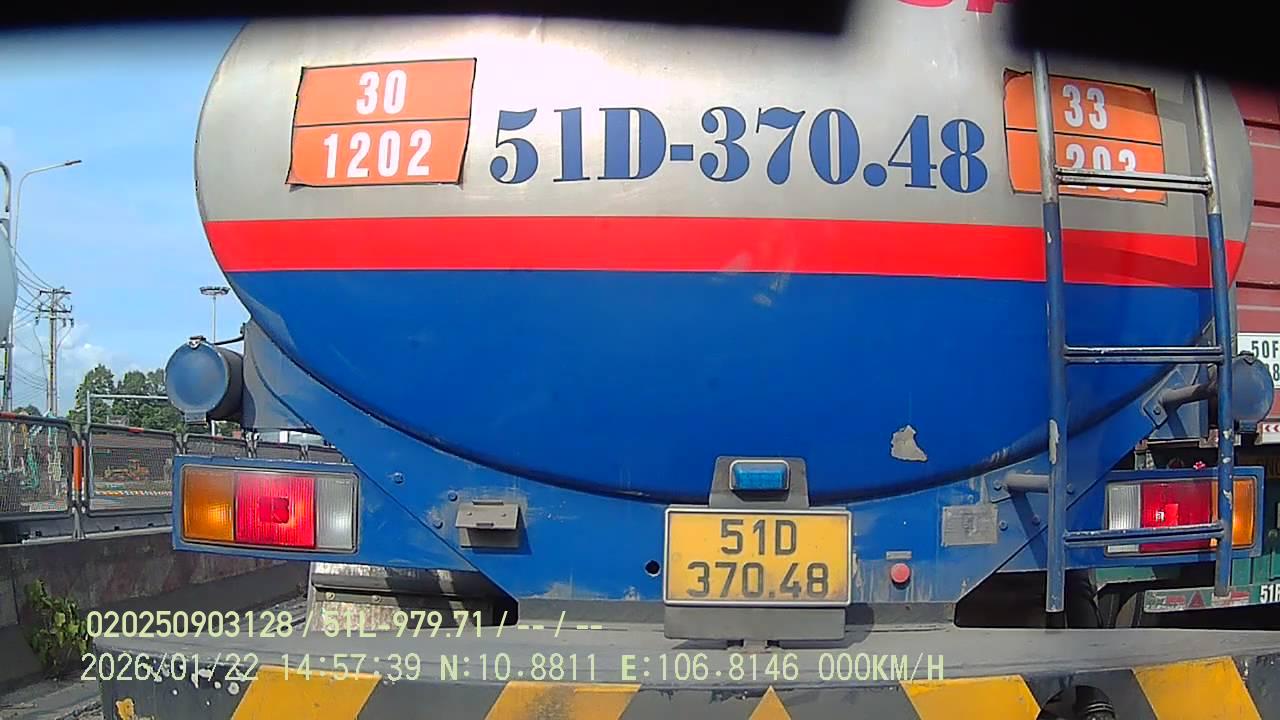 30
1202
51D-370.48
33
203
50F
51D
370.48
020250903128 / 51L-979.71 / -- / --
2026/01/22 14:57:39 N:10.8811 E:106.8146 000KM/H